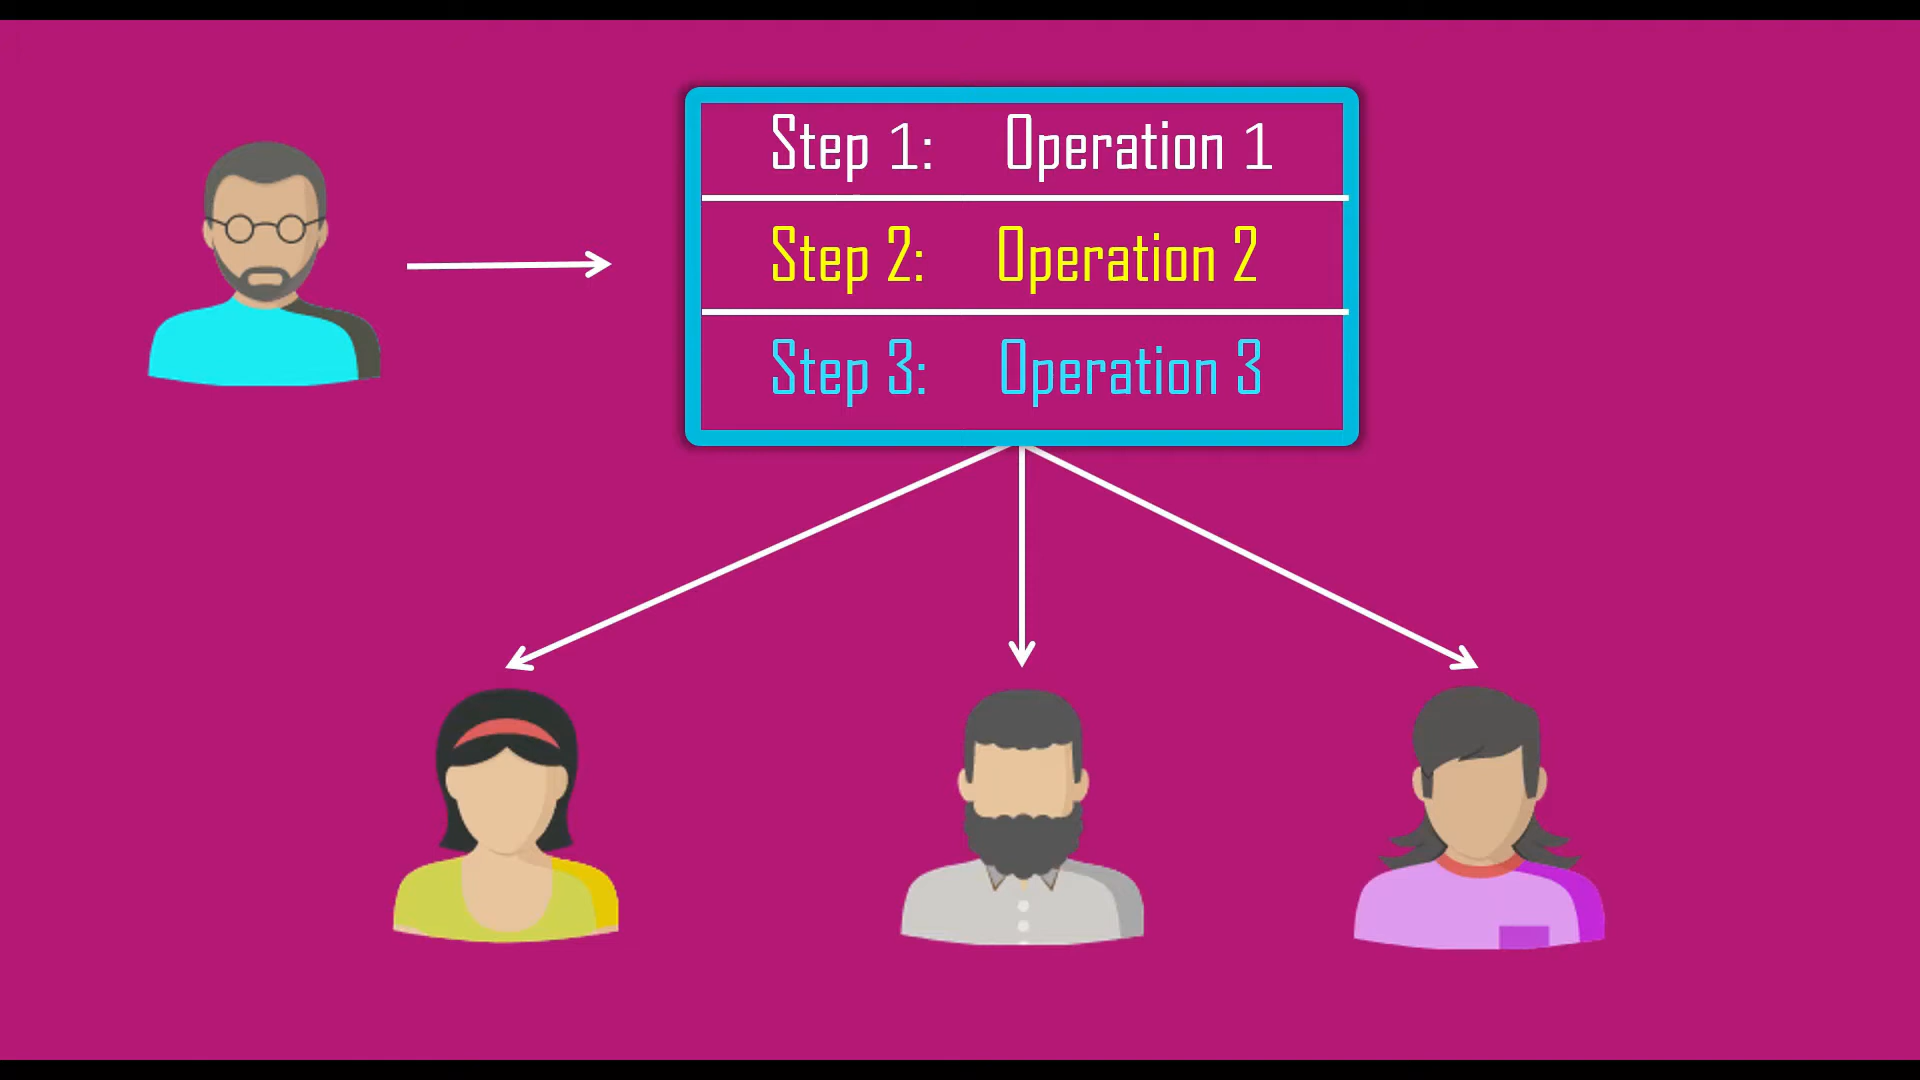 Step 1: Operation 1
Step 2: Operation 2
Step 3: Operation 3